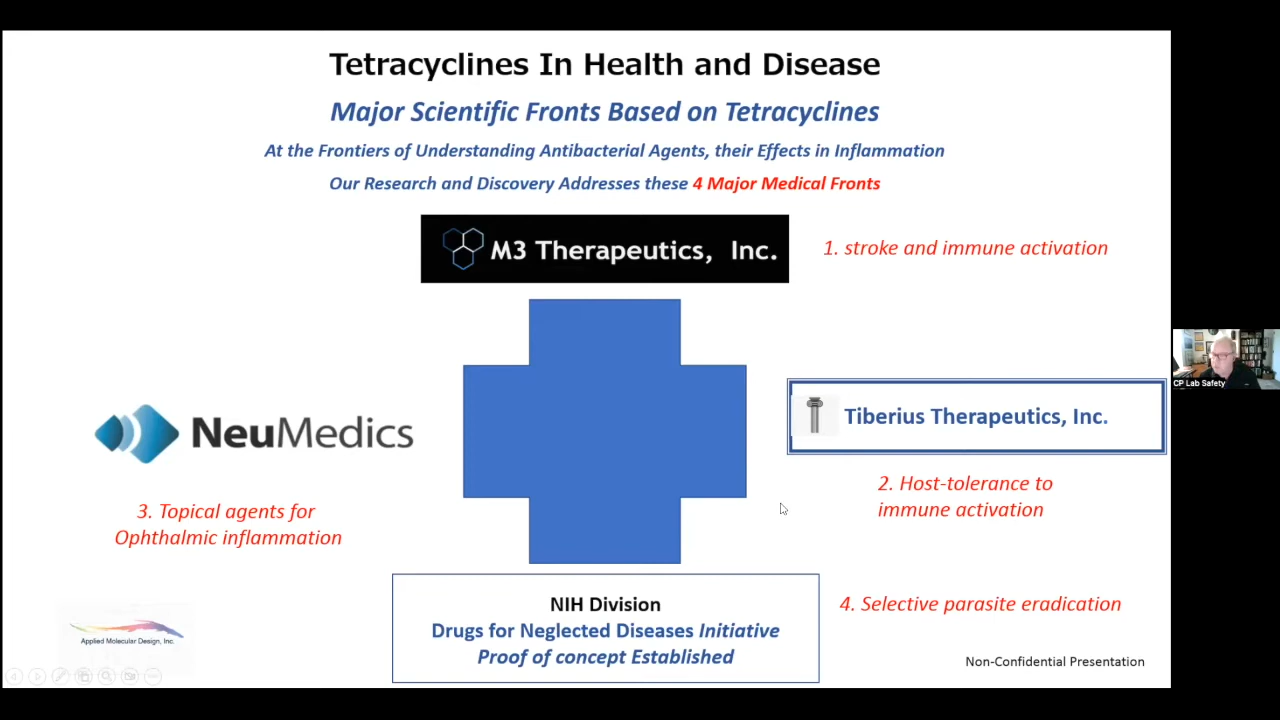 Tetracyclines In Health and Disease
Major Scientific Fronts Based on Tetracyclines
At the Frontiers of Understanding Antibacterial Agents, their Effects in Inflammation
Our Research and Discovery Addresses these 4 Major Medical Fronts
M3 Therapeutics, Inc.
1. stroke and immune activation
Tiberius Therapeutics, Inc.
2. Host-tolerance to
immune activation
NeuMedics
3. Topical agents for
Ophthalmic inflammation
NIH Division
Drugs for Neglected Diseases Initiative
Proof of concept Established
4. Selective parasite eradication
Applied Molecular Design, Inc.
Non-Confidential Presentation
CP Lab Safety